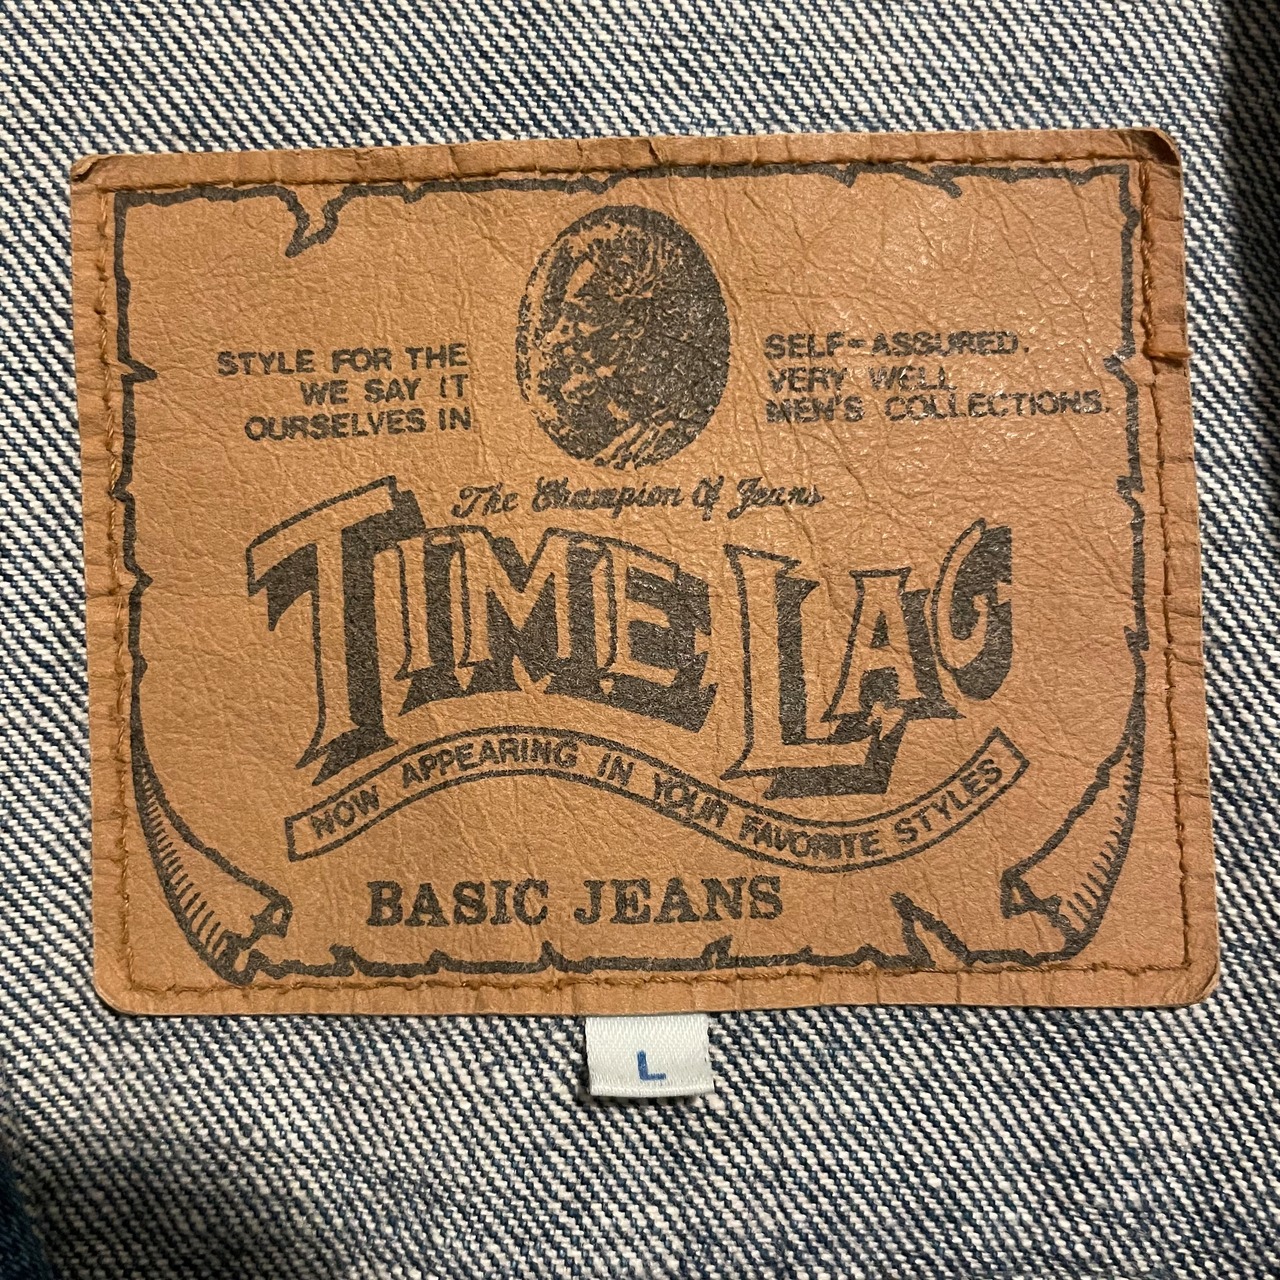 STYLE FOR THE
WE SAY IT
OURSELVES IN
SELF-ASSURED.
VERY WELL
MEN'S COLLECTIONS.
The Champion of Jeans
TIME LAG
NOW APPEARING IN YOUR FAVORITE STYLES
BASIC JEANS
L